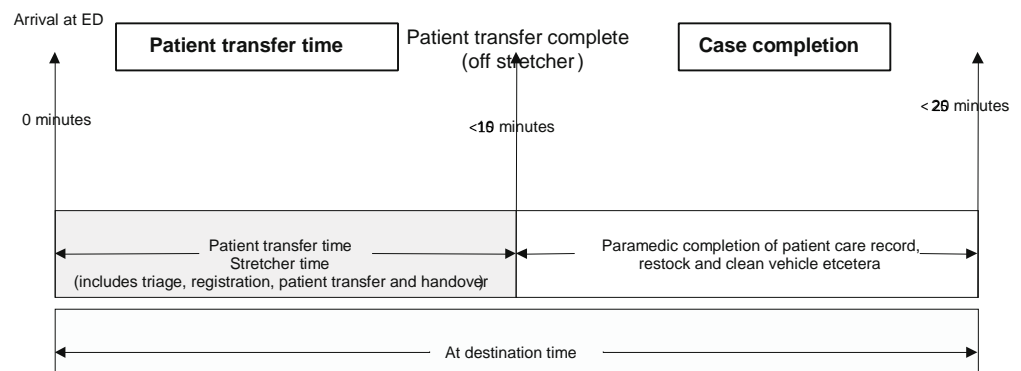 Arrival at ED
Patient transfer time
Patient transfer complete
(off stretcher)
Case completion
0 minutes
< minutes
< minutes
Patient transfer time
Stretcher time
(includes triage, registration, patient transfer and handover)
Paramedic completion of patient care record,
restock and clean vehicle etcetera
At destination time